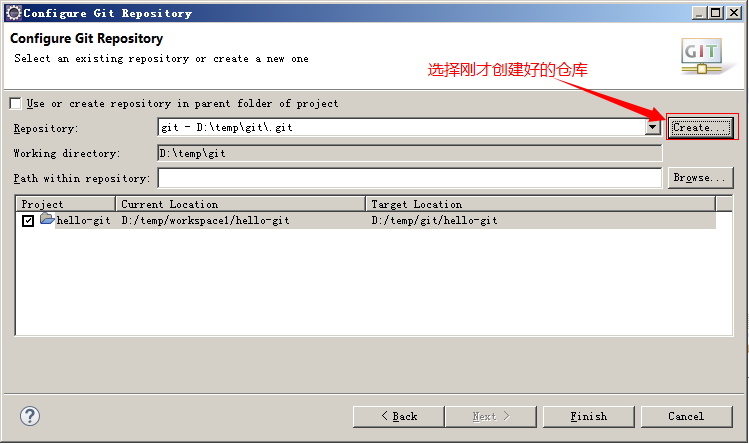 Configure Git Repository
Configure Git Repository
Select an existing repository or create a new one
GIT
选择刚才创建好的仓库
Use or create repository in parent folder of project
Repository: git - D:\temp\git\.git Create...
Working directory: D:\temp\git
Path within repository: Browse...
Project Current Location Target Location
hello-git D:/temp/workspace1/hello-git D:/temp/git/hello-git
? < Back Next > Finish Cancel